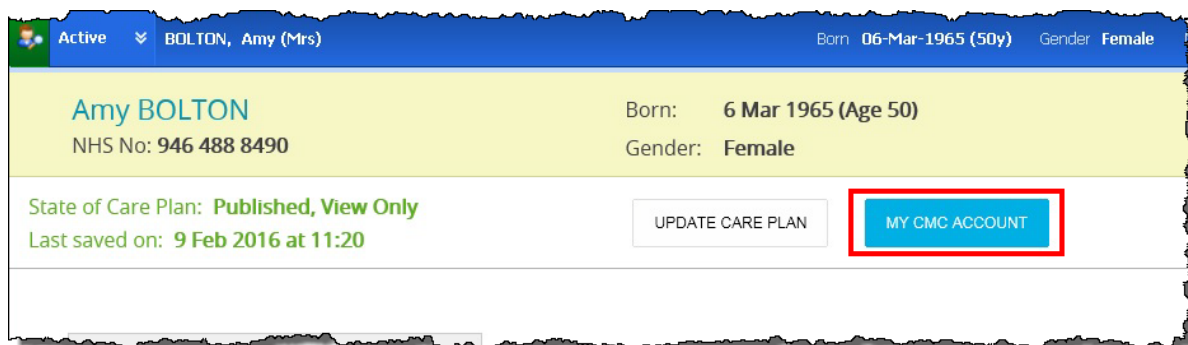 Active BOLTON, Amy (Mrs) Born 06-Mar-1965 (50y) Gender Female
Amy BOLTON Born: 6 Mar 1965 (Age 50)
NHS No: 946 488 8490 Gender: Female
State of Care Plan: Published, View Only
Last saved on: 9 Feb 2016 at 11:20
UPDATE CARE PLAN MY CMC ACCOUNT